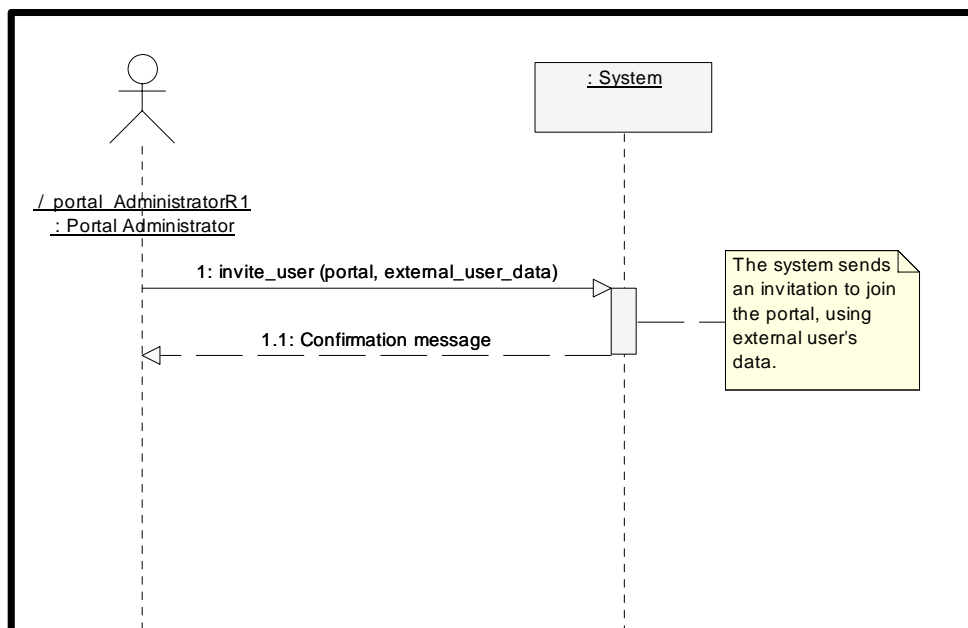 : System
/ portal_AdministratorR1
: Portal Administrator
1: invite_user (portal, external_user_data)
1.1: Confirmation message
The system sends
an invitation to join
the portal, using
external user's
data.